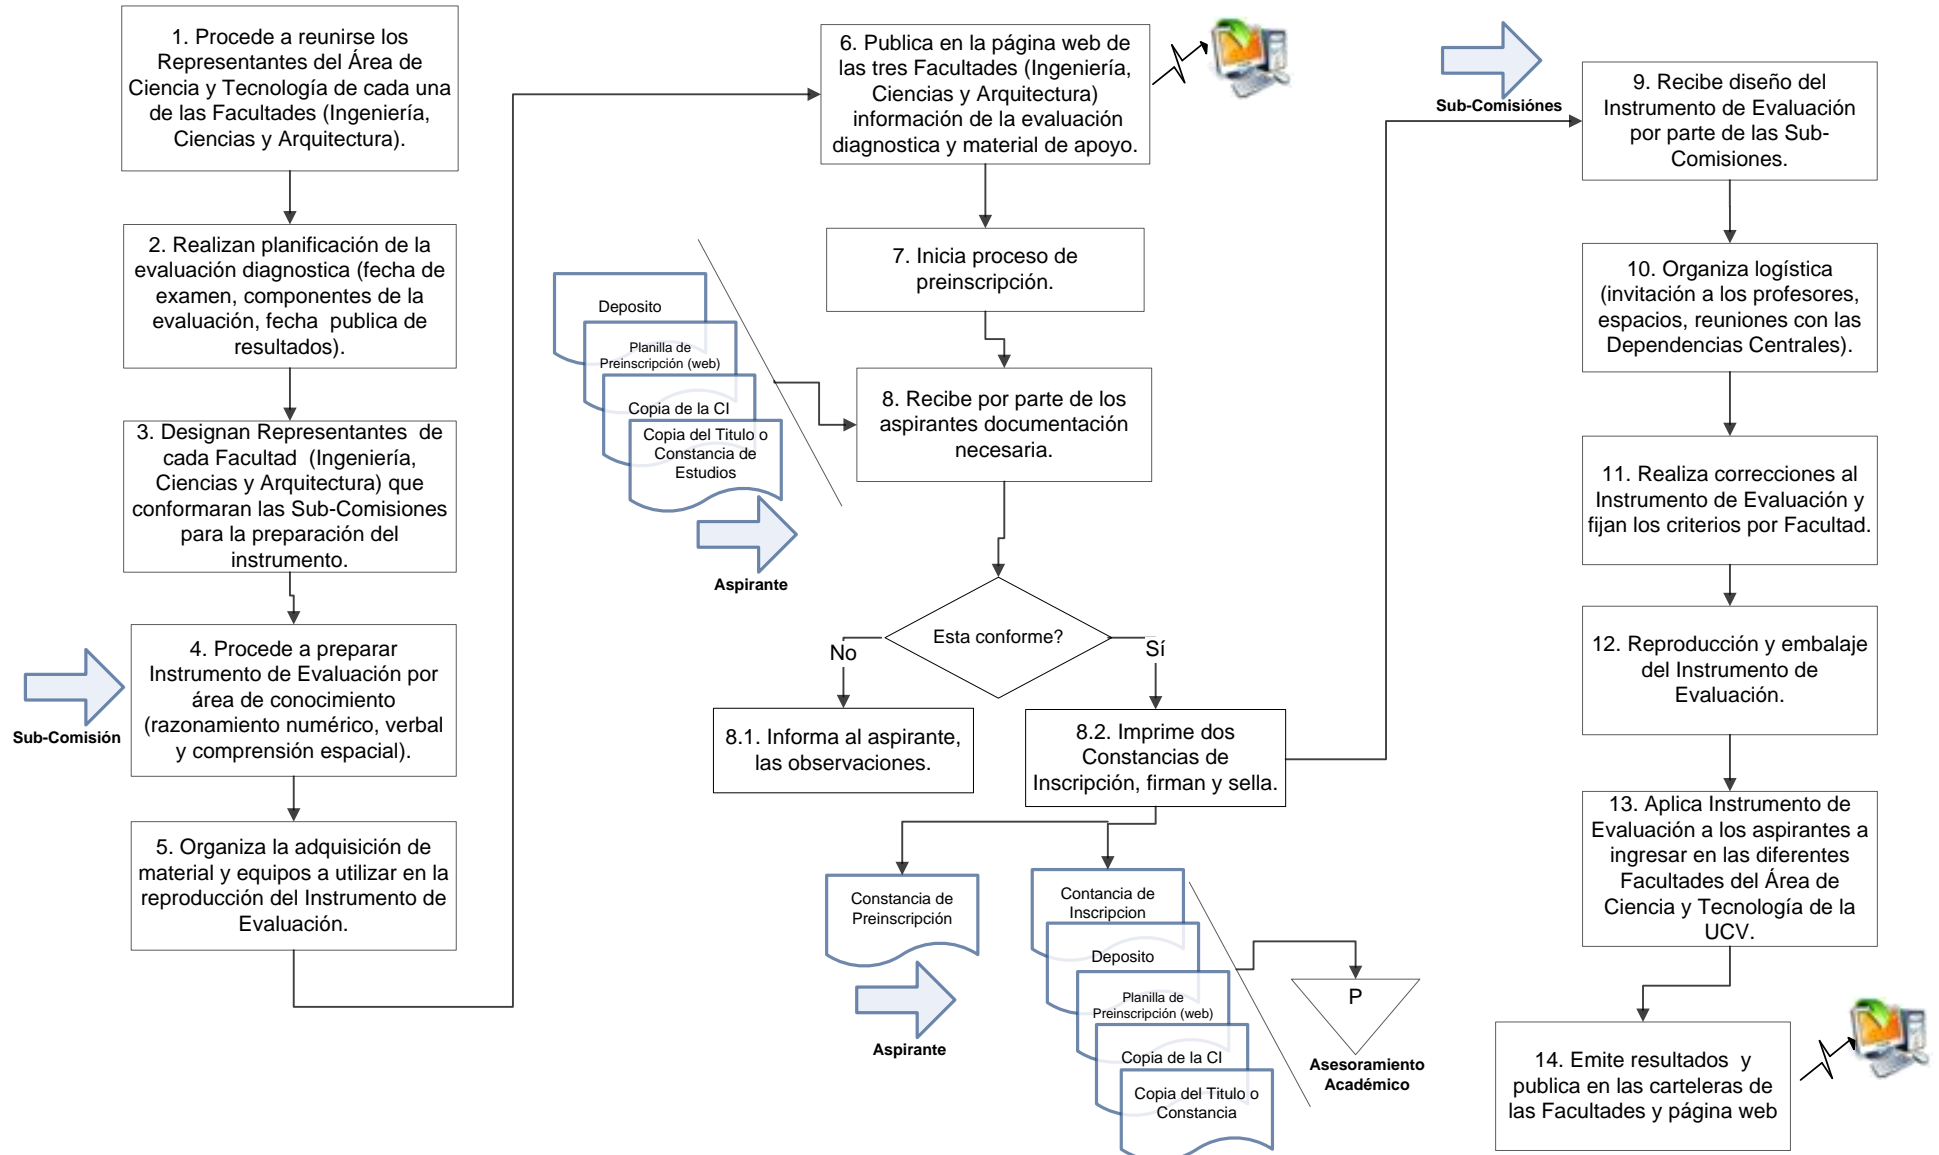 1. Procede a reunirse los
Representantes del Área de
Ciencia y Tecnología de cada una
de las Facultades (Ingeniería,
Ciencias y Arquitectura).
2. Realizan planificación de la
evaluación diagnostica (fecha de
examen, componentes de la
evaluación, fecha publica de
resultados).
3. Designan Representantes de
cada Facultad (Ingeniería,
Ciencias y Arquitectura) que
conformaran las Sub-Comisiones
para la preparación del
instrumento.
4. Procede a preparar
Instrumento de Evaluación por
área de conocimiento
(razonamiento numérico, verbal
y comprensión espacial).
Sub-Comisión
5. Organiza la adquisición de
material y equipos a utilizar en la
reproducción del Instrumento de
Evaluación.
6. Publica en la página web de
las tres Facultades (Ingeniería,
Ciencias y Arquitectura)
información de la evaluación
diagnostica y material de apoyo.
7. Inicia proceso de
preinscripción.
Deposito
Planilla de
Preinscripción (web)
Copia de la CI
Copia del Titulo o
Constancia de
Estudios
Aspirante
8. Recibe por parte de los
aspirantes documentación
necesaria.
Esta conforme?
No
Sí
8.1. Informa al aspirante,
las observaciones.
8.2. Imprime dos
Constancias de
Inscripción, firman y sella.
Constancia de
Preinscripción
Aspirante
Contancia de
Inscripcion
Deposito
Planilla de
Preinscripción (web)
Copia de la CI
Copia del Titulo o
Constancia
P
Asesoramiento
Académico
Sub-Comisiónes
9. Recibe diseño del
Instrumento de Evaluación
por parte de las Sub-
Comisiones.
10. Organiza logística
(invitación a los profesores,
espacios, reuniones con las
Dependencias Centrales).
11. Realiza correcciones al
Instrumento de Evaluación y
fijan los criterios por Facultad.
12. Reproducción y embalaje
del Instrumento de
Evaluación.
13. Aplica Instrumento de
Evaluación a los aspirantes a
ingresar en las diferentes
Facultades del Área de
Ciencia y Tecnología de la
UCV.
14. Emite resultados y
publica en las carteleras de
las Facultades y página web